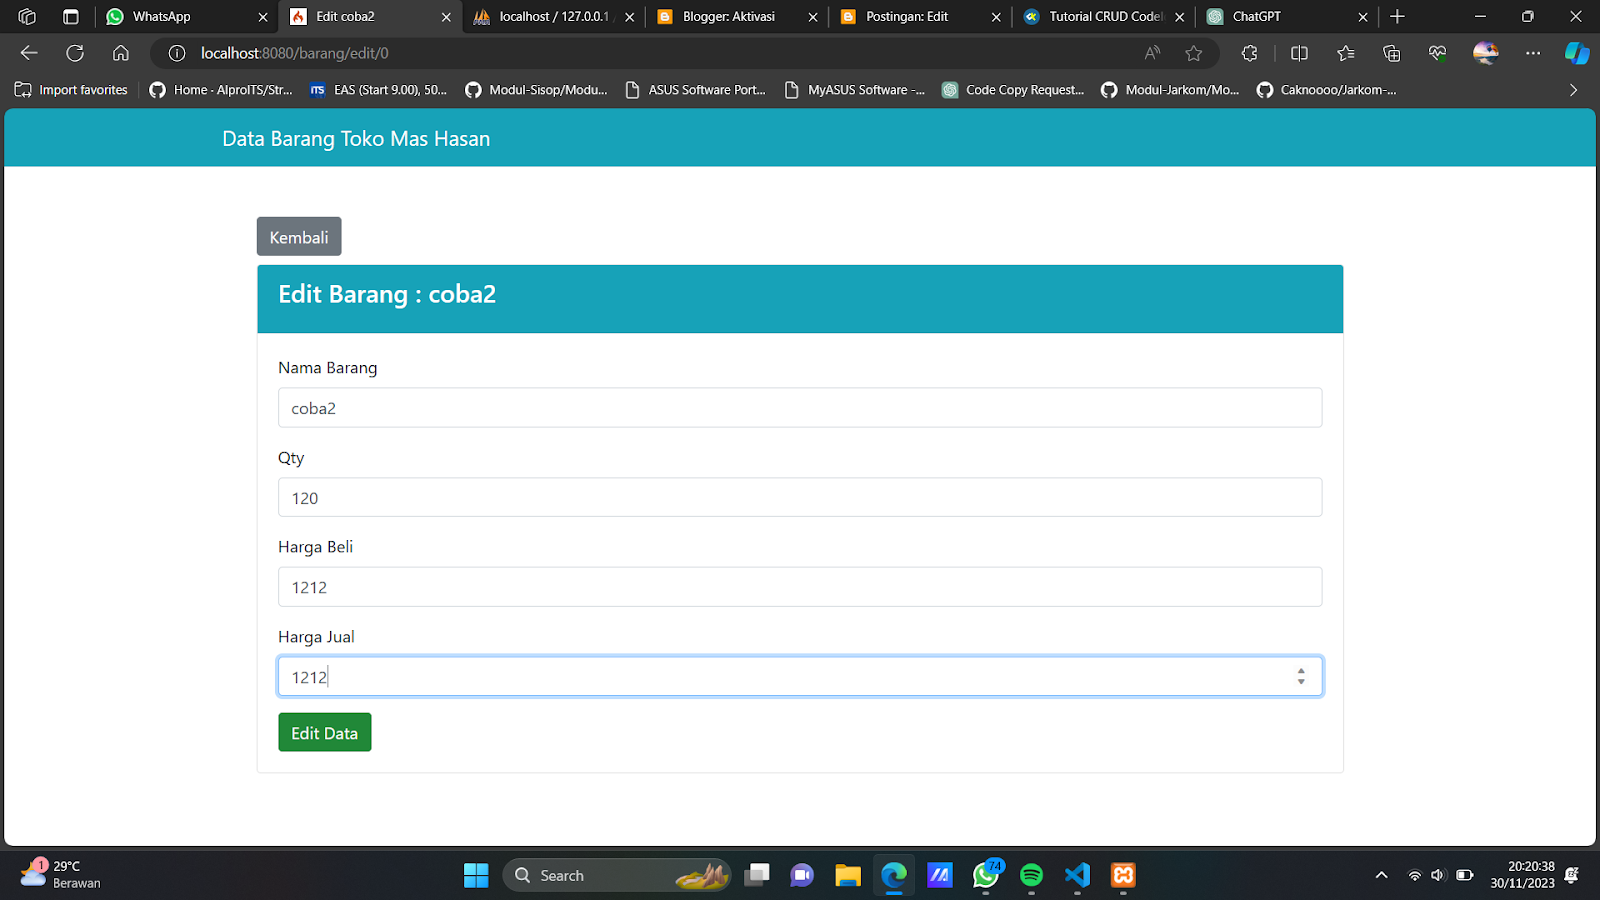 WhatsApp
Edit coba2
localhost / 127.0.0.1 /
Blogger: Aktivasi
Postingan: Edit
Tutorial CRUD CodeI
ChatGPT
localhost:8080/barang/edit/0
Import favorites
Home - AlproITS/Str...
ITS
EAS (Start 9.00), 50...
Modul-Sisop/Modu...
ASUS Software Port...
MyASUS Software -...
Code Copy Request...
Modul-Jarkom/Mo...
Caknoooo/Jarkom-...
Data Barang Toko Mas Hasan
Kembali
Edit Barang : coba2
Nama Barang
coba2
Qty
120
Harga Beli
1212
Harga Jual
1212
Edit Data
1
29°C
Berawan
Search
74
20:20:38
30/11/2023